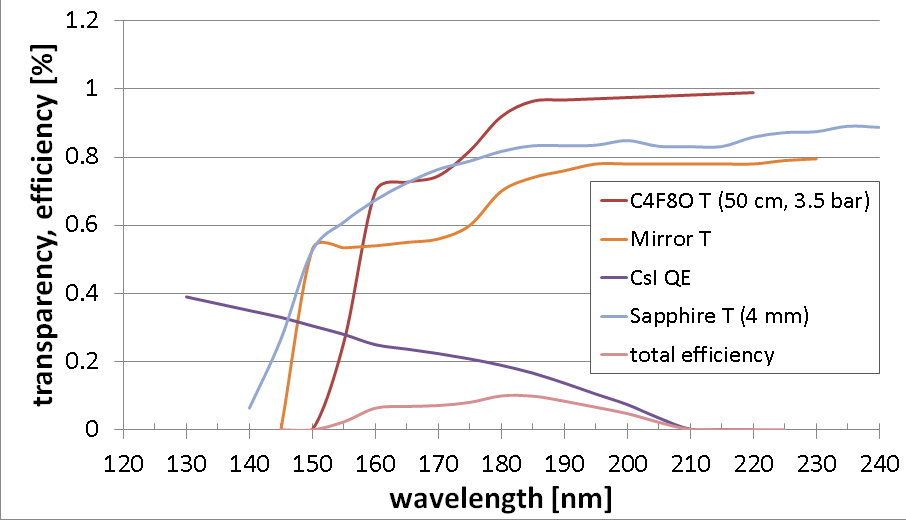 transparency, efficiency [%]
1.2
1
0.8
0.6
0.4
0.2
0
C4F8O T (50 cm, 3.5 bar)
Mirror T
CsI QE
Sapphire T (4 mm)
total efficiency
120 130 140 150 160 170 180 190 200 210 220 230 240
wavelength [nm]